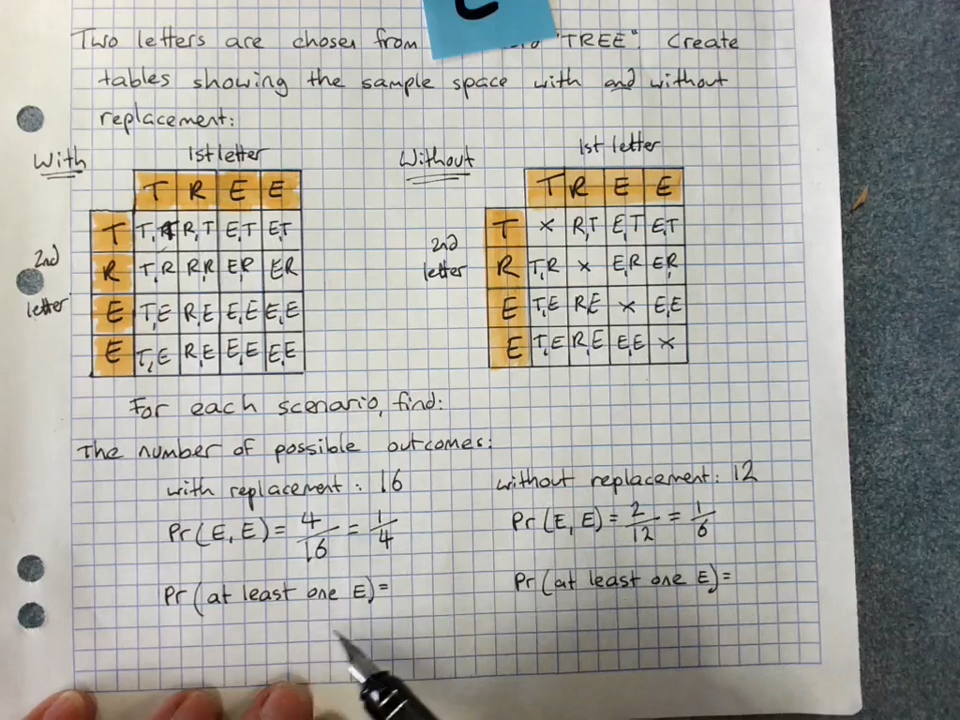 C
Two letters are chosen from "TREE". Create
tables showing the sample space with and without
replacement:
With
1st letter
T R E E
T T,T R,T E,T E,T
R T,R R,R E,R E,R
E T,E R,E E,E E,E
E T,E R,E E,E E,E
2nd
letter
Without
1st letter
T R E E
T × R,T E,T E,T
R T,R × E,R E,R
E T,E R,E × E,E
E T,E R,E E,E ×
2nd
letter
For each scenario, find:
The number of possible outcomes:
with replacement: 16
Pr(E, E) = 4/16 = 1/4
Pr(at least one E)=
without replacement: 12
Pr(E, E) = 2/12 = 1/6
Pr(at least one E)=